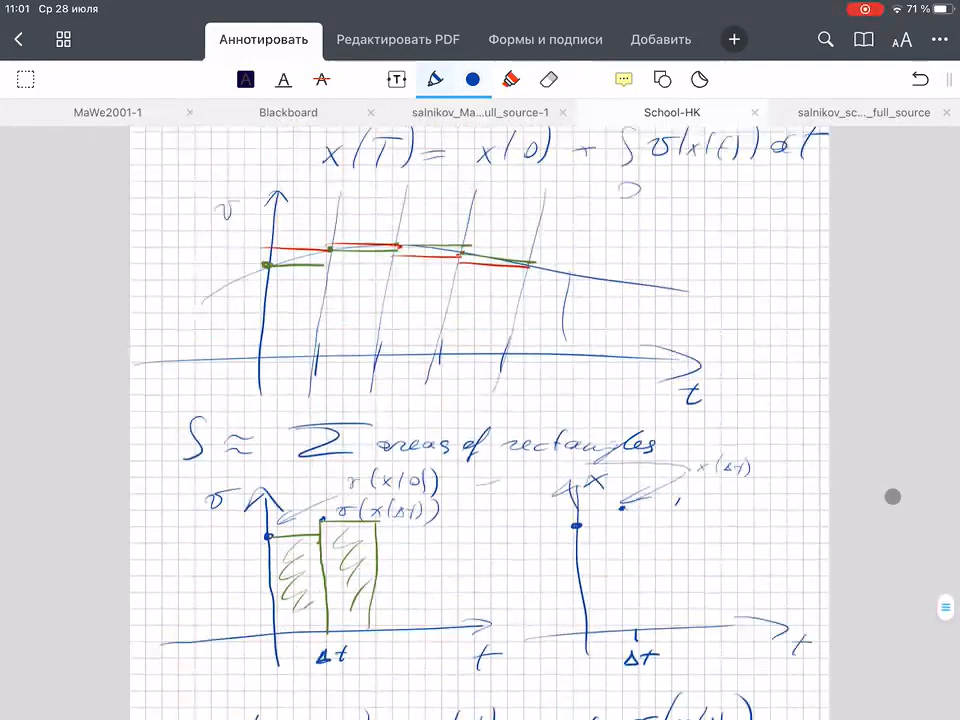 11:01 Ср 28 июля 71 %
Аннотировать Редактировать PDF Формы и подписи Добавить
MaWe2001-1 Blackboard salnikov_Ma...ull_source-1 School-HK salnikov_sc..._full_source
x(T) = x(0) + ∫ v(x(t)) dt
0
v
t
S ≈ Σ areas of rectangles
v(x(0)) x(Δt)
v x
v(x(Δt))
Δt t Δt t